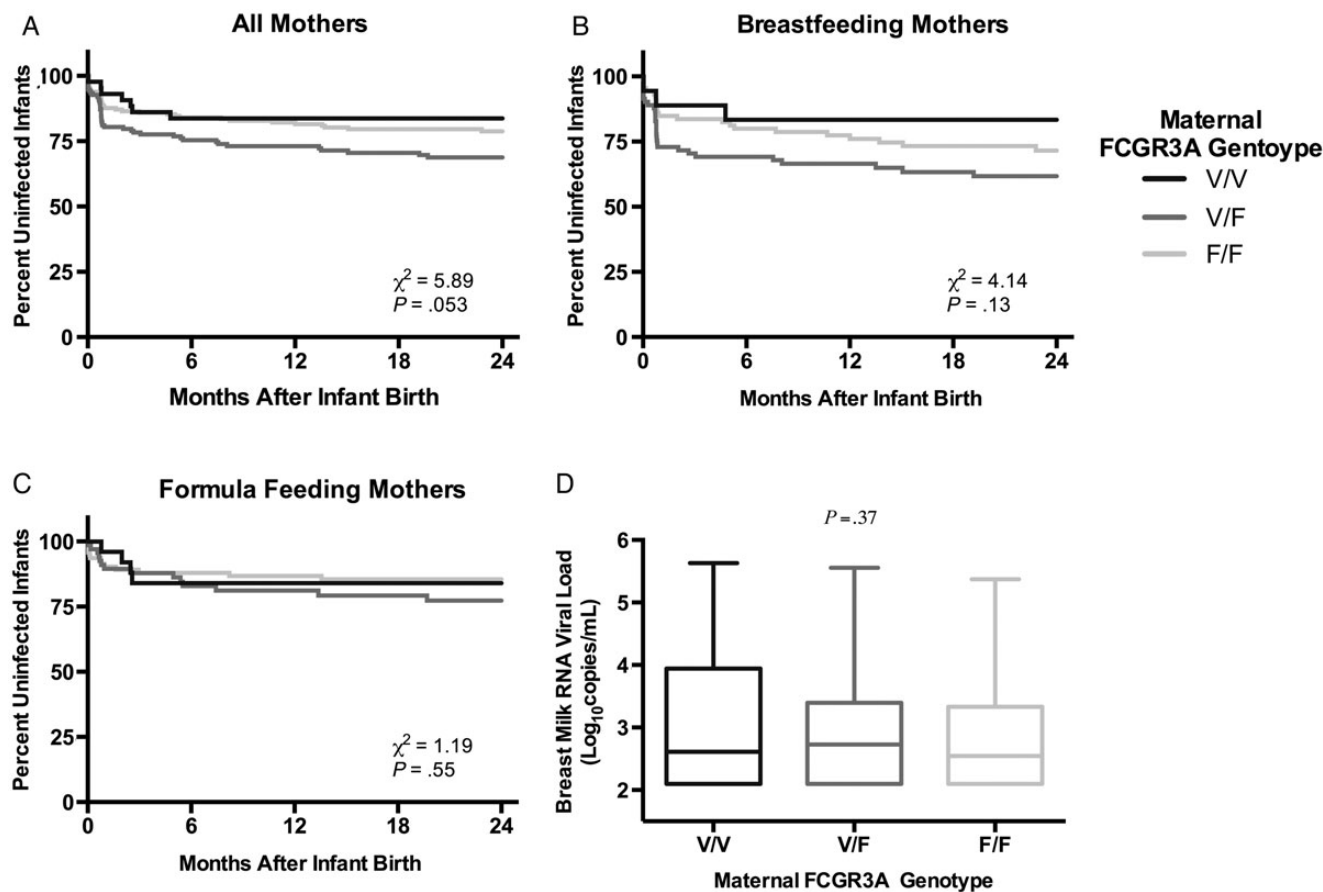 A
All Mothers
Percent Uninfected Infants
100
75
50
25
0
χ² = 5.89
P = .053
0 6 12 18 24
Months After Infant Birth
B
Breastfeeding Mothers
Percent Uninfected Infants
100
75
50
25
0
χ² = 4.14
P = .13
0 6 12 18 24
Months After Infant Birth
Maternal
FCGR3A Gentoype
V/V
V/F
F/F
C
Formula Feeding Mothers
Percent Uninfected Infants
100
75
50
25
0
χ² = 1.19
P = .55
0 6 12 18 24
Months After Infant Birth
D
P=.37
Breast Milk RNA Viral Load
(Log₁₀copies/mL)
6
5
4
3
2
V/V V/F F/F
Maternal FCGR3A Genotype